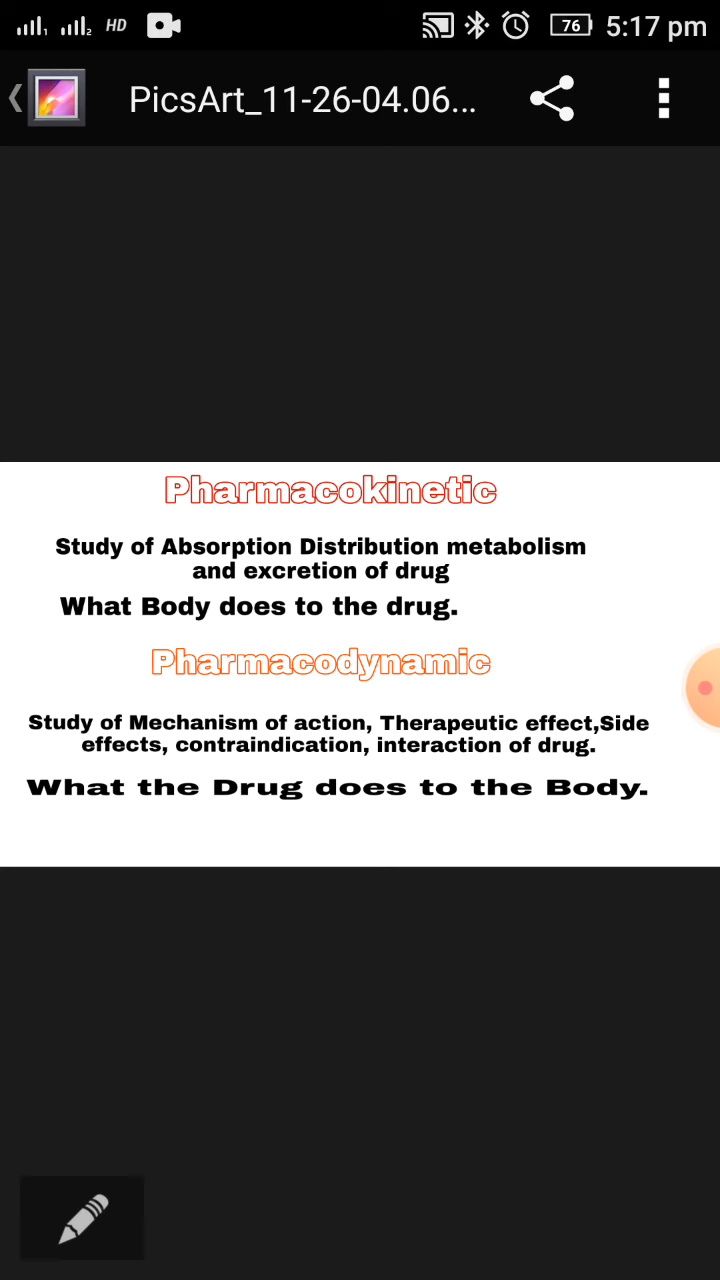 HD 76 5:17 pm
PicsArt_11-26-04.06...
Pharmacokinetic
Study of Absorption Distribution metabolism
and excretion of drug
What Body does to the drug.
Pharmacodynamic
Study of Mechanism of action, Therapeutic effect,Side
effects, contraindication, interaction of drug.
What the Drug does to the Body.